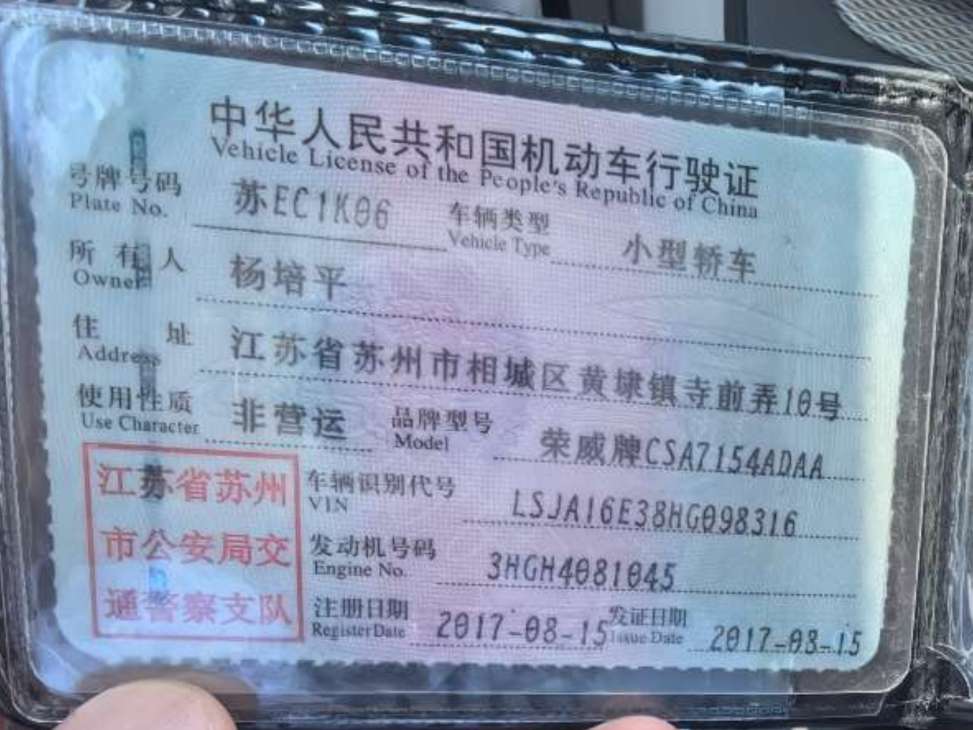 中华人民共和国机动车行驶证
Vehicle License of the People's Republic of China
号牌号码 苏EC1K06 车辆类型 小型轿车
Plate No. Vehicle Type
所有人 杨培平
Owner
住址 江苏省苏州市相城区黄埭镇寺前弄10号
Address
使用性质 非营运 品牌型号 荣威牌CSA7154ADAA
Use Character Model
江苏省苏州
市公安局交
通警察支队
车辆识别代号 LSJA16E38HG098316
VIN
发动机号码 3HGH4081045
Engine No.
注册日期 2017-08-15 发证日期 2017-08-15
Register Date Issue Date